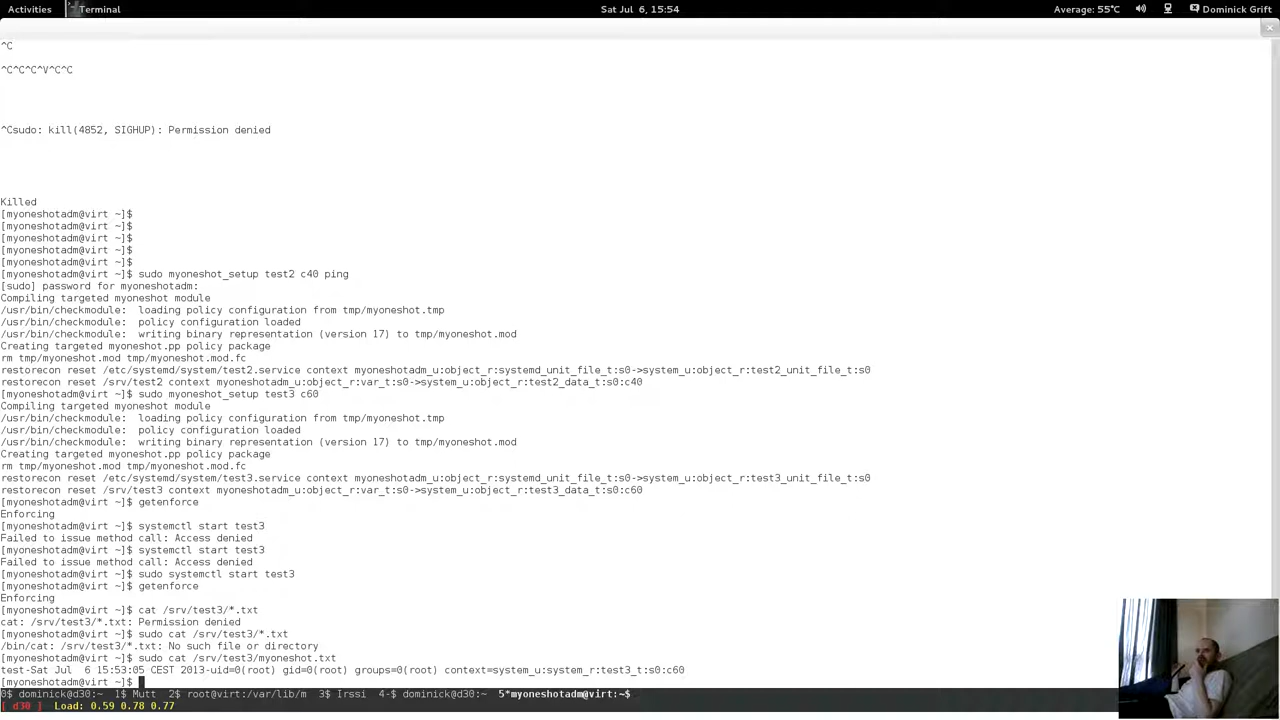 Activities Terminal Sat Jul 6, 15:54 Average: 55°C Dominick Grift
^C
^C^C^C^V^C^C
^Csudo: kill(4852, SIGHUP): Permission denied
Killed
[myoneshotadm@virt ~]$
[myoneshotadm@virt ~]$
[myoneshotadm@virt ~]$
[myoneshotadm@virt ~]$
[myoneshotadm@virt ~]$
[myoneshotadm@virt ~]$ sudo myoneshot_setup test2 c40 ping
[sudo] password for myoneshotadm:
Compiling targeted myoneshot module
/usr/bin/checkmodule:  loading policy configuration from tmp/myoneshot.tmp
/usr/bin/checkmodule:  policy configuration loaded
/usr/bin/checkmodule:  writing binary representation (version 17) to tmp/myoneshot.mod
Creating targeted myoneshot.pp policy package
rm tmp/myoneshot.mod tmp/myoneshot.mod.fc
restorecon reset /etc/systemd/system/test2.service context myoneshotadm_u:object_r:systemd_unit_file_t:s0->system_u:object_r:test2_unit_file_t:s0
restorecon reset /srv/test2 context myoneshotadm_u:object_r:var_t:s0->system_u:object_r:test2_data_t:s0:c40
[myoneshotadm@virt ~]$ sudo myoneshot_setup test3 c60
Compiling targeted myoneshot module
/usr/bin/checkmodule:  loading policy configuration from tmp/myoneshot.tmp
/usr/bin/checkmodule:  policy configuration loaded
/usr/bin/checkmodule:  writing binary representation (version 17) to tmp/myoneshot.mod
Creating targeted myoneshot.pp policy package
rm tmp/myoneshot.mod tmp/myoneshot.mod.fc
restorecon reset /etc/systemd/system/test3.service context myoneshotadm_u:object_r:systemd_unit_file_t:s0->system_u:object_r:test3_unit_file_t:s0
restorecon reset /srv/test3 context myoneshotadm_u:object_r:var_t:s0->system_u:object_r:test3_data_t:s0:c60
[myoneshotadm@virt ~]$ getenforce
Enforcing
[myoneshotadm@virt ~]$ systemctl start test3
Failed to issue method call: Access denied
[myoneshotadm@virt ~]$ systemctl start test3
Failed to issue method call: Access denied
[myoneshotadm@virt ~]$ sudo systemctl start test3
[myoneshotadm@virt ~]$ getenforce
Enforcing
[myoneshotadm@virt ~]$ cat /srv/test3/*.txt
cat: /srv/test3/*.txt: Permission denied
[myoneshotadm@virt ~]$ sudo cat /srv/test3/*.txt
/bin/cat: /srv/test3/*.txt: No such file or directory
[myoneshotadm@virt ~]$ sudo cat /srv/test3/myoneshot.txt
test-Sat Jul  6 15:53:05 CEST 2013-uid=0(root) gid=0(root) groups=0(root) context=system_u:system_r:test3_t:s0:c60
[myoneshotadm@virt ~]$
0$ dominick@d30:~  1$ Mutt  2$ root@virt:/var/lib/m  3$ Irssi  4-$ dominick@d30:~  5*myoneshotadm@virt:~$
[ d30 ] Load: 0.59 0.78 0.77